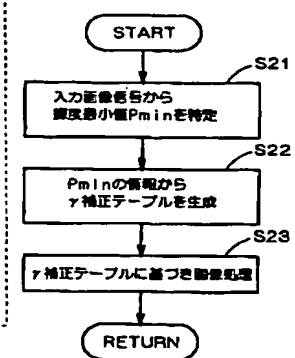 START
S21
入力画像信号から
輝度最小値Pminを特定
S22
Pminの情報から
γ補正テーブルを生成
S23
γ補正テーブルに基づき画像処理
RETURN